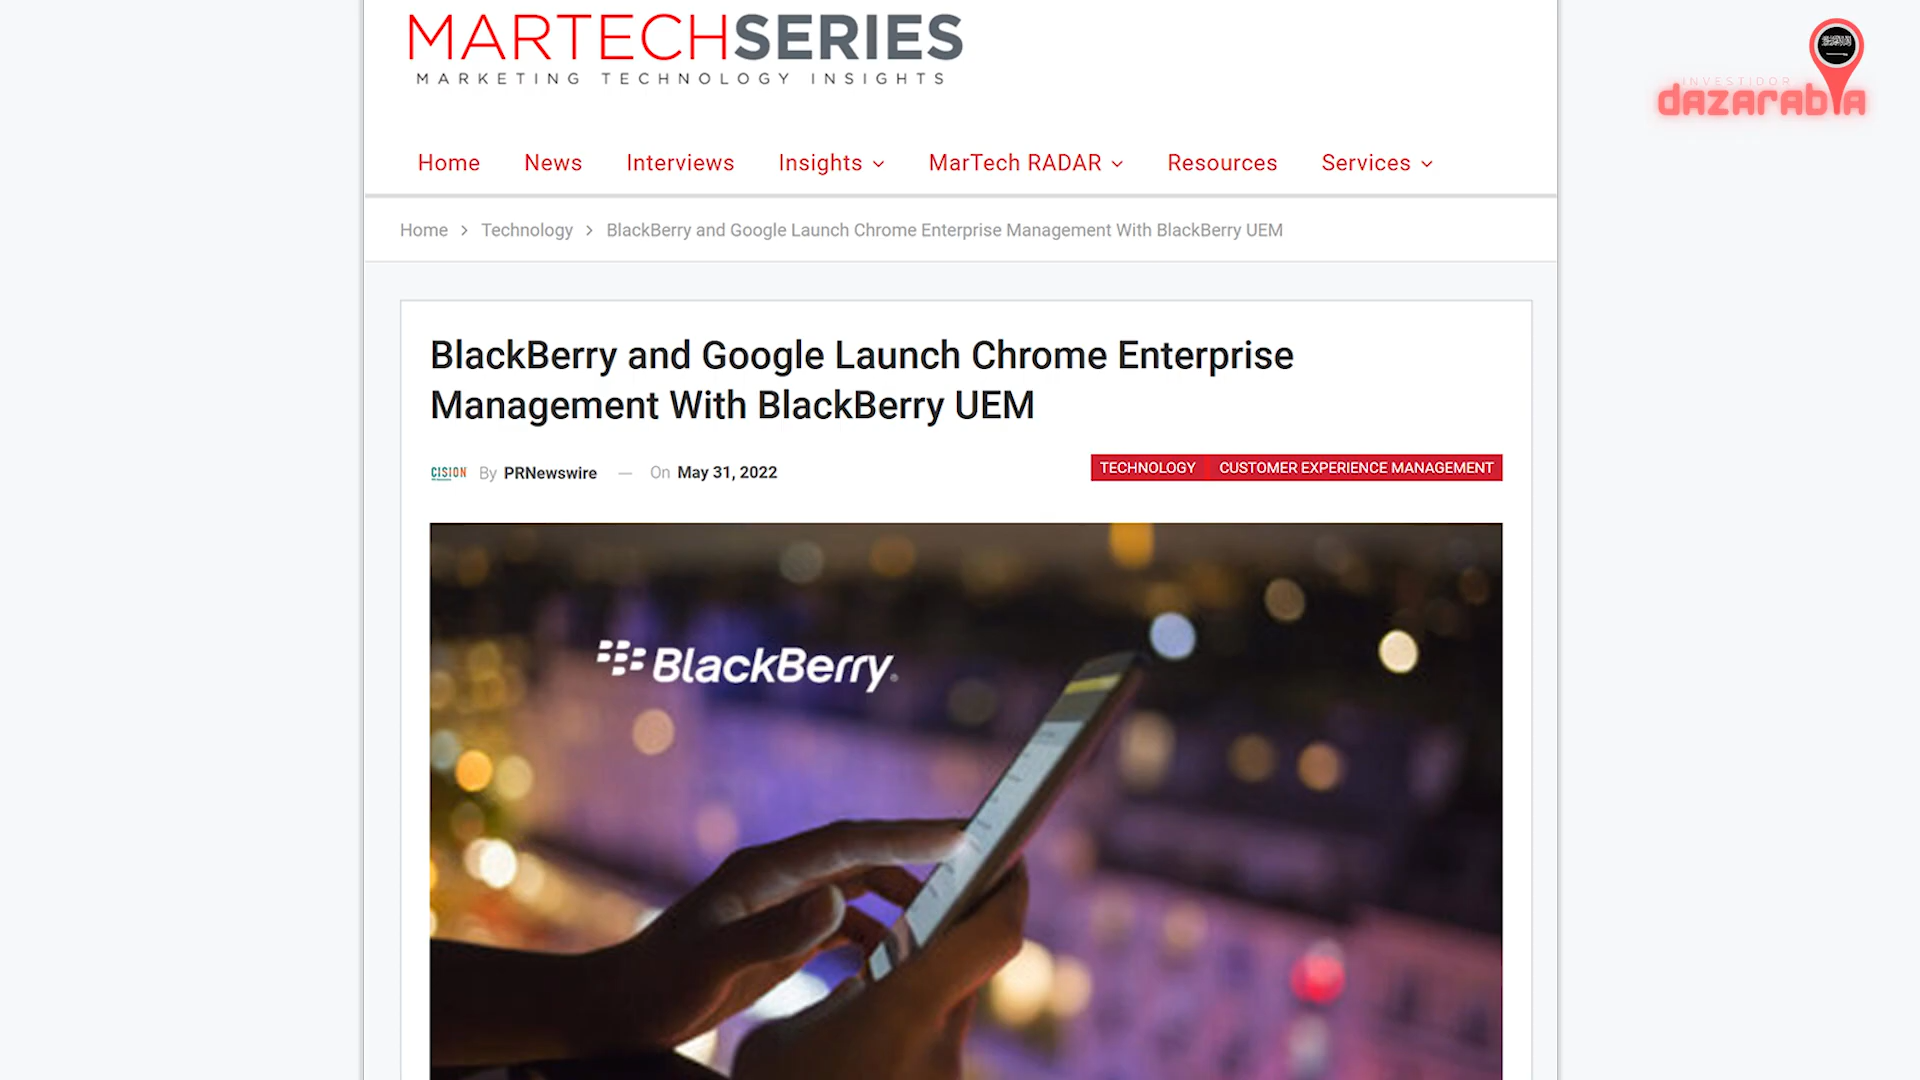 MARTECHSERIES
MARKETING TECHNOLOGY INSIGHTS
INVESTIDOR
dazarabia
Home News Interviews Insights MarTech RADAR Resources Services
Home > Technology > BlackBerry and Google Launch Chrome Enterprise Management With BlackBerry UEM
BlackBerry and Google Launch Chrome Enterprise
Management With BlackBerry UEM
CISION By PRNewswire — On May 31, 2022
TECHNOLOGY CUSTOMER EXPERIENCE MANAGEMENT
BlackBerry